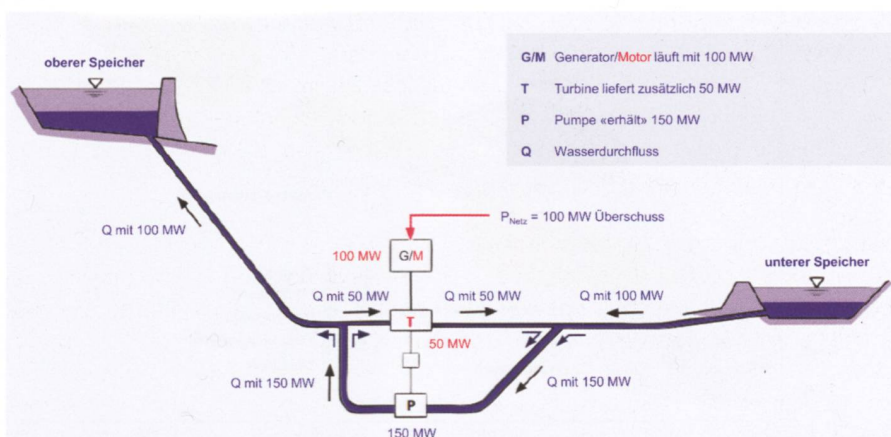 oberer Speicher
G/M Generator/Motor läuft mit 100 MW
T Turbine liefert zusätzlich 50 MW
P Pumpe «erhält» 150 MW
Q Wasserdurchfluss
Q mit 100 MW
P_Netz = 100 MW Überschuss
100 MW
G/M
unterer Speicher
Q mit 50 MW
Q mit 50 MW
Q mit 100 MW
T
50 MW
Q mit 150 MW
Q mit 150 MW
P
150 MW